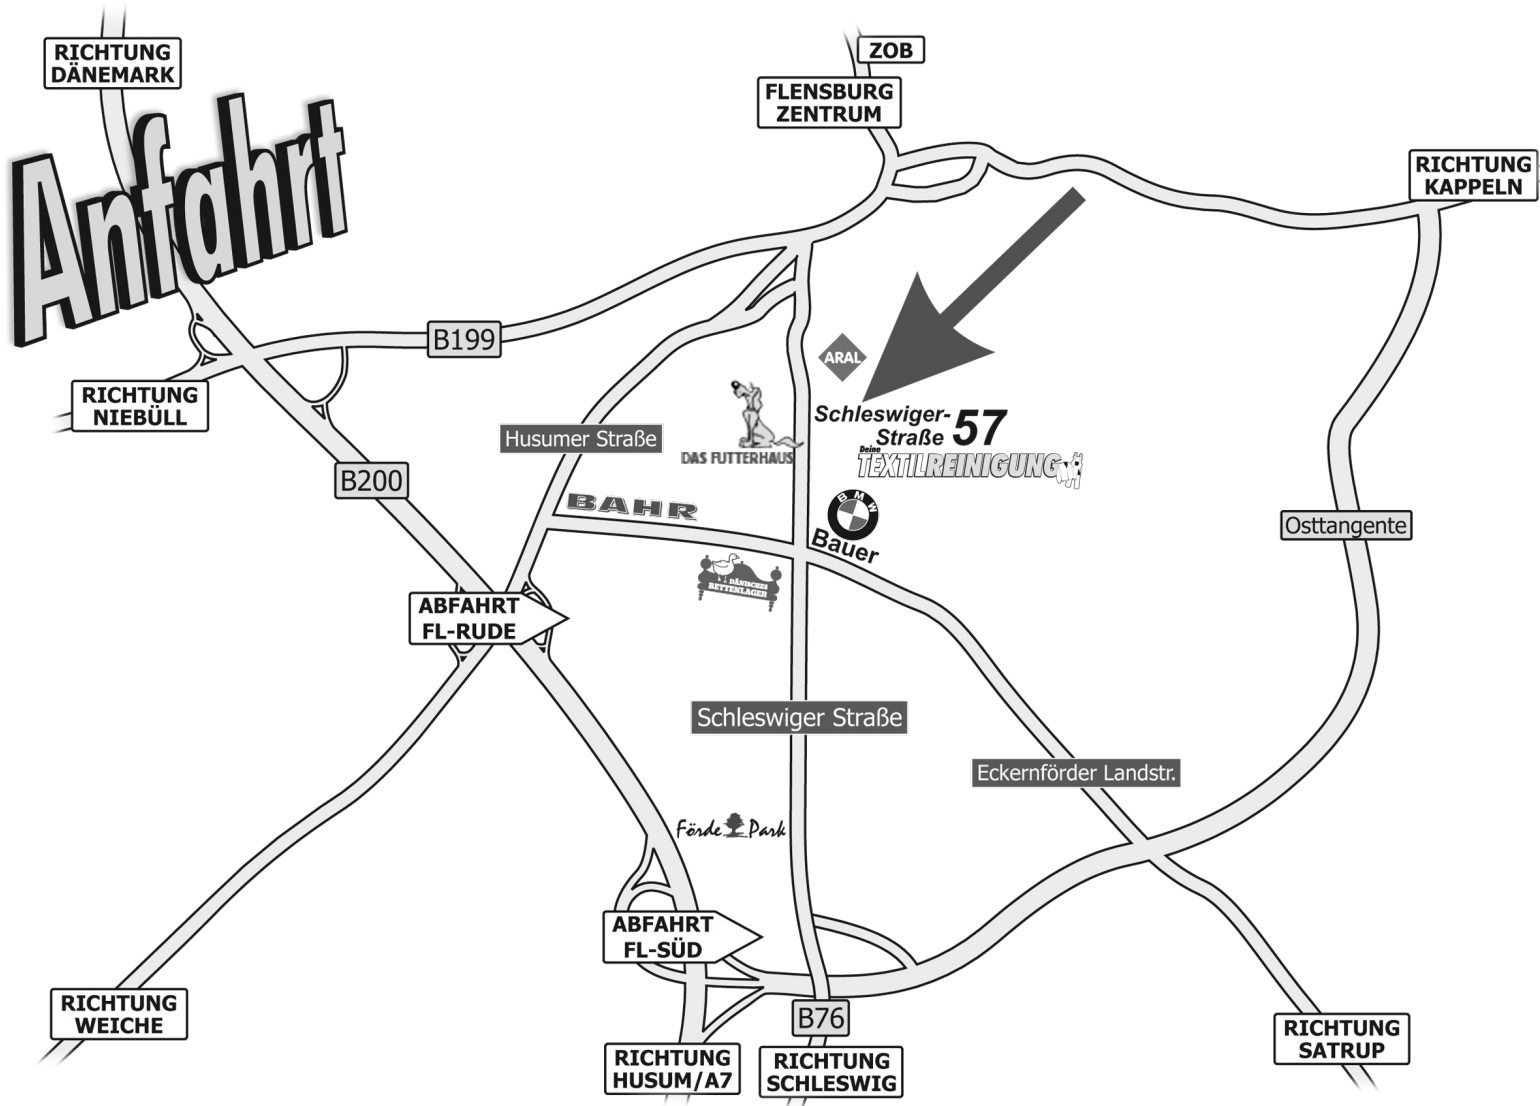 RICHTUNG
DÄNEMARK
Anfahrt
ZOB
FLENSBURG
ZENTRUM
RICHTUNG
KAPPELN
B199
RICHTUNG
NIEBÜLL
ARAL
Schleswiger-
Straße 57
Deine
TEXTILREINIGUNG
DAS FUTTERHAUS
Husumer Straße
B200
BAHR
BMW
Bauer
Osttangente
DÄNISCHES
BETTENLAGER
ABFAHRT
FL-RUDE
Schleswiger Straße
Eckernförder Landstr.
Förde Park
ABFAHRT
FL-SÜD
RICHTUNG
WEICHE
B76
RICHTUNG
HUSUM/A7
RICHTUNG
SCHLESWIG
RICHTUNG
SATRUP